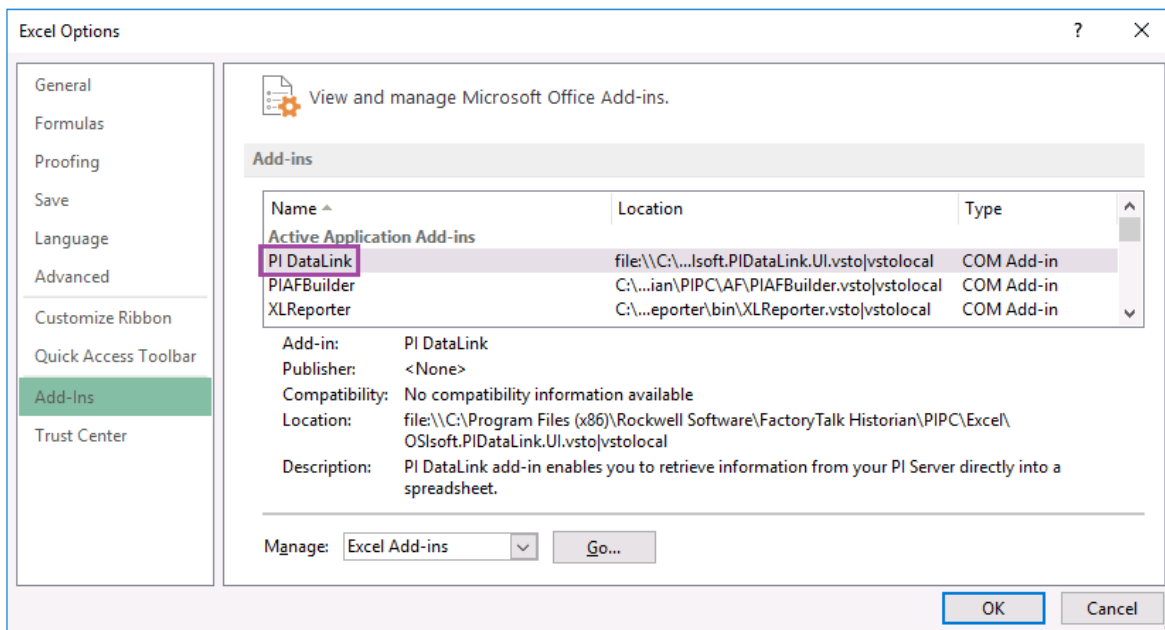 Excel Options
?
General
Formulas
Proofing
Save
Language
Advanced
Customize Ribbon
Quick Access Toolbar
Add-Ins
Trust Center
View and manage Microsoft Office Add-ins.
Add-ins
Name Location Type
Active Application Add-ins
PI DataLink file:\\C:\...lsoft.PIDataLink.UI.vsto|vstolocal COM Add-in
PIAFBuilder C:\...ian\PIPC\AF\PIAFBuilder.vsto|vstolocal COM Add-in
XLReporter C:\...eporter\bin\XLReporter.vsto|vstolocal COM Add-in
Add-in: PI DataLink
Publisher: <None>
Compatibility: No compatibility information available
Location: file:\\C:\Program Files (x86)\Rockwell Software\FactoryTalk Historian\PIPC\Excel\
OSIsoft.PIDataLink.UI.vsto|vstolocal
Description: PI DataLink add-in enables you to retrieve information from your PI Server directly into a
spreadsheet.
Manage: Excel Add-ins Go...
OK Cancel